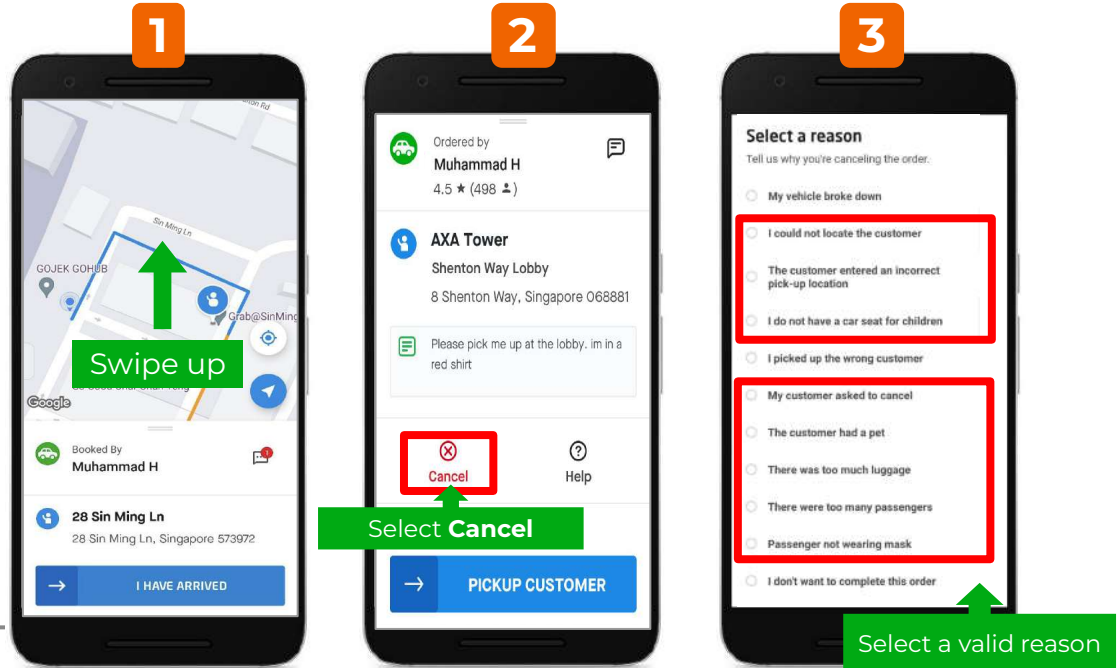 1
2
3
Sin Ming Ln
GOJEK GOHUB
Grab@SinMing
Swipe up
Google
Booked By
Muhammad H
1
28 Sin Ming Ln
28 Sin Ming Ln, Singapore 573972
I HAVE ARRIVED
Ordered by
Muhammad H
4.5 ★ (498)
AXA Tower
Shenton Way Lobby
8 Shenton Way, Singapore 068881
Please pick me up at the lobby. im in a
red shirt
Cancel
Help
Select Cancel
PICKUP CUSTOMER
Select a reason
Tell us why you're canceling the order.
My vehicle broke down
I could not locate the customer
The customer entered an incorrect
pick-up location
I do not have a car seat for children
I picked up the wrong customer
My customer asked to cancel
The customer had a pet
There was too much luggage
There were too many passengers
Passenger not wearing mask
I don't want to complete this order
Select a valid reason